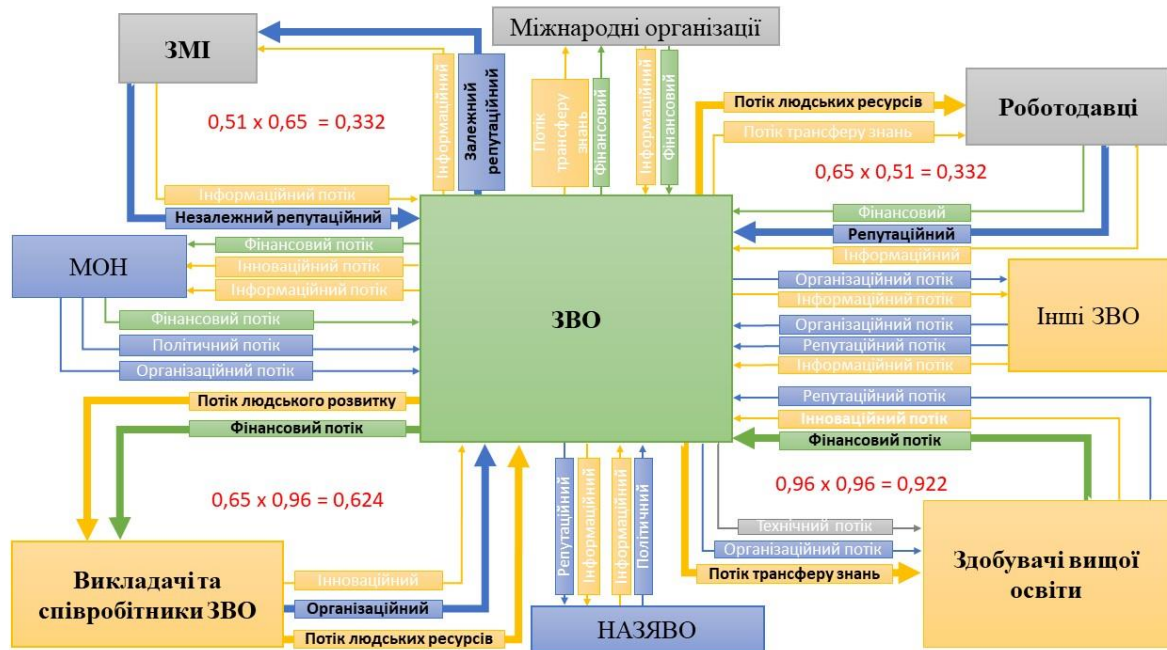 ЗМІ
Міжнародні організації
Роботодавці
Інформаційний
Залежний
репутаційний
Потік
трансферу
знань
Фінансовий
Інформаційний
Фінансовий
Потік людських ресурсів
Потік трансферу знань
0,51 x 0,65 = 0,332
0,65 x 0,51 = 0,332
Інформаційний потік
Незалежний репутаційний
Фінансовий
Репутаційний
Інформаційний
МОН
Фінансовий потік
Інноваційний потік
Інформаційний потік
Фінансовий потік
Політичний потік
Організаційний потік
ЗВО
Організаційний потік
Інформаційний потік
Організаційний потік
Репутаційний потік
Інформаційний потік
Інші ЗВО
Потік людського розвитку
Фінансовий потік
Репутаційний потік
Інноваційний потік
Фінансовий потік
0,65 x 0,96 = 0,624
0,96 x 0,96 = 0,922
Репутаційний
Інформаційний
Інформаційний
Політичний
Технічний потік
Організаційний потік
Потік трансферу знань
Здобувачі вищої
освіти
Викладачі та
співробітники ЗВО
Інноваційний
Організаційний
Потік людських ресурсів
НАЗЯВО